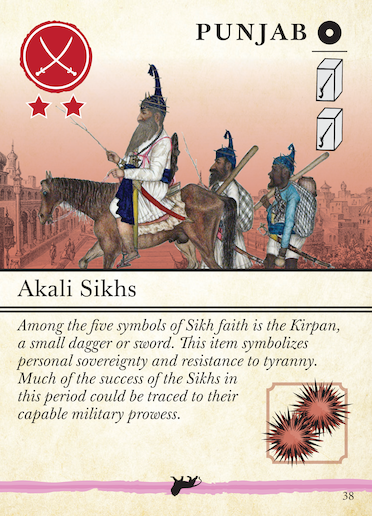 PUNJAB
Akali Sikhs
Among the five symbols of Sikh faith is the Kirpan,
a small dagger or sword. This item symbolizes
personal sovereignty and resistance to tyranny.
Much of the success of the Sikhs in
this period could be traced to their
capable military prowess.
38